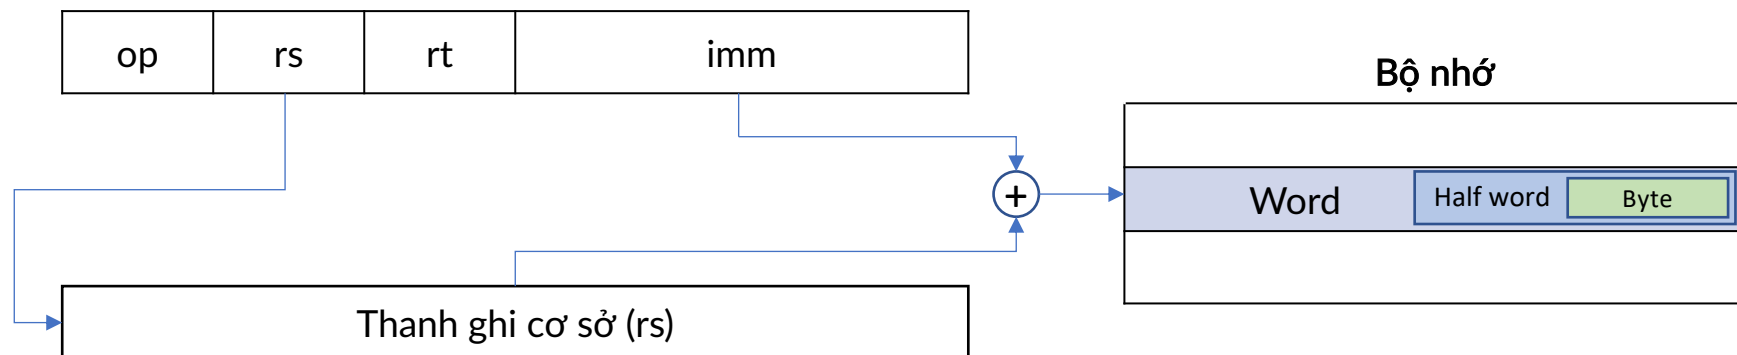 op rs rt imm
Bộ nhớ
+
Word Half word Byte
Thanh ghi cơ sở (rs)